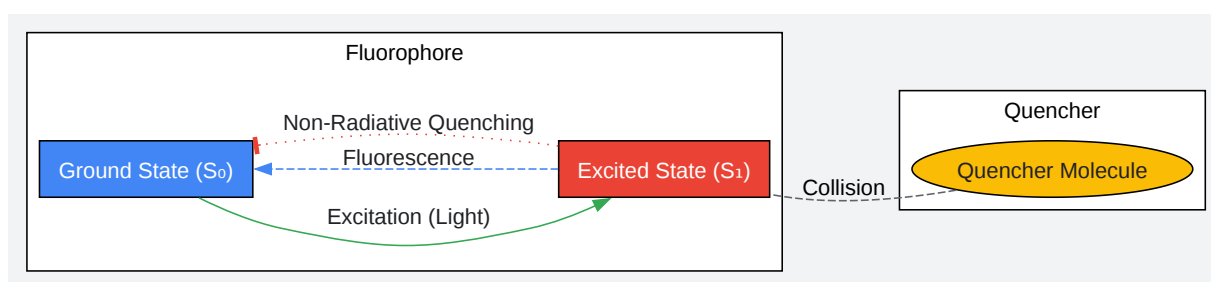 Fluorophore
Quencher
Non-Radiative Quenching
Fluorescence
Ground State (S₀)
Excited State (S₁)
Quencher Molecule
Collision
Excitation (Light)